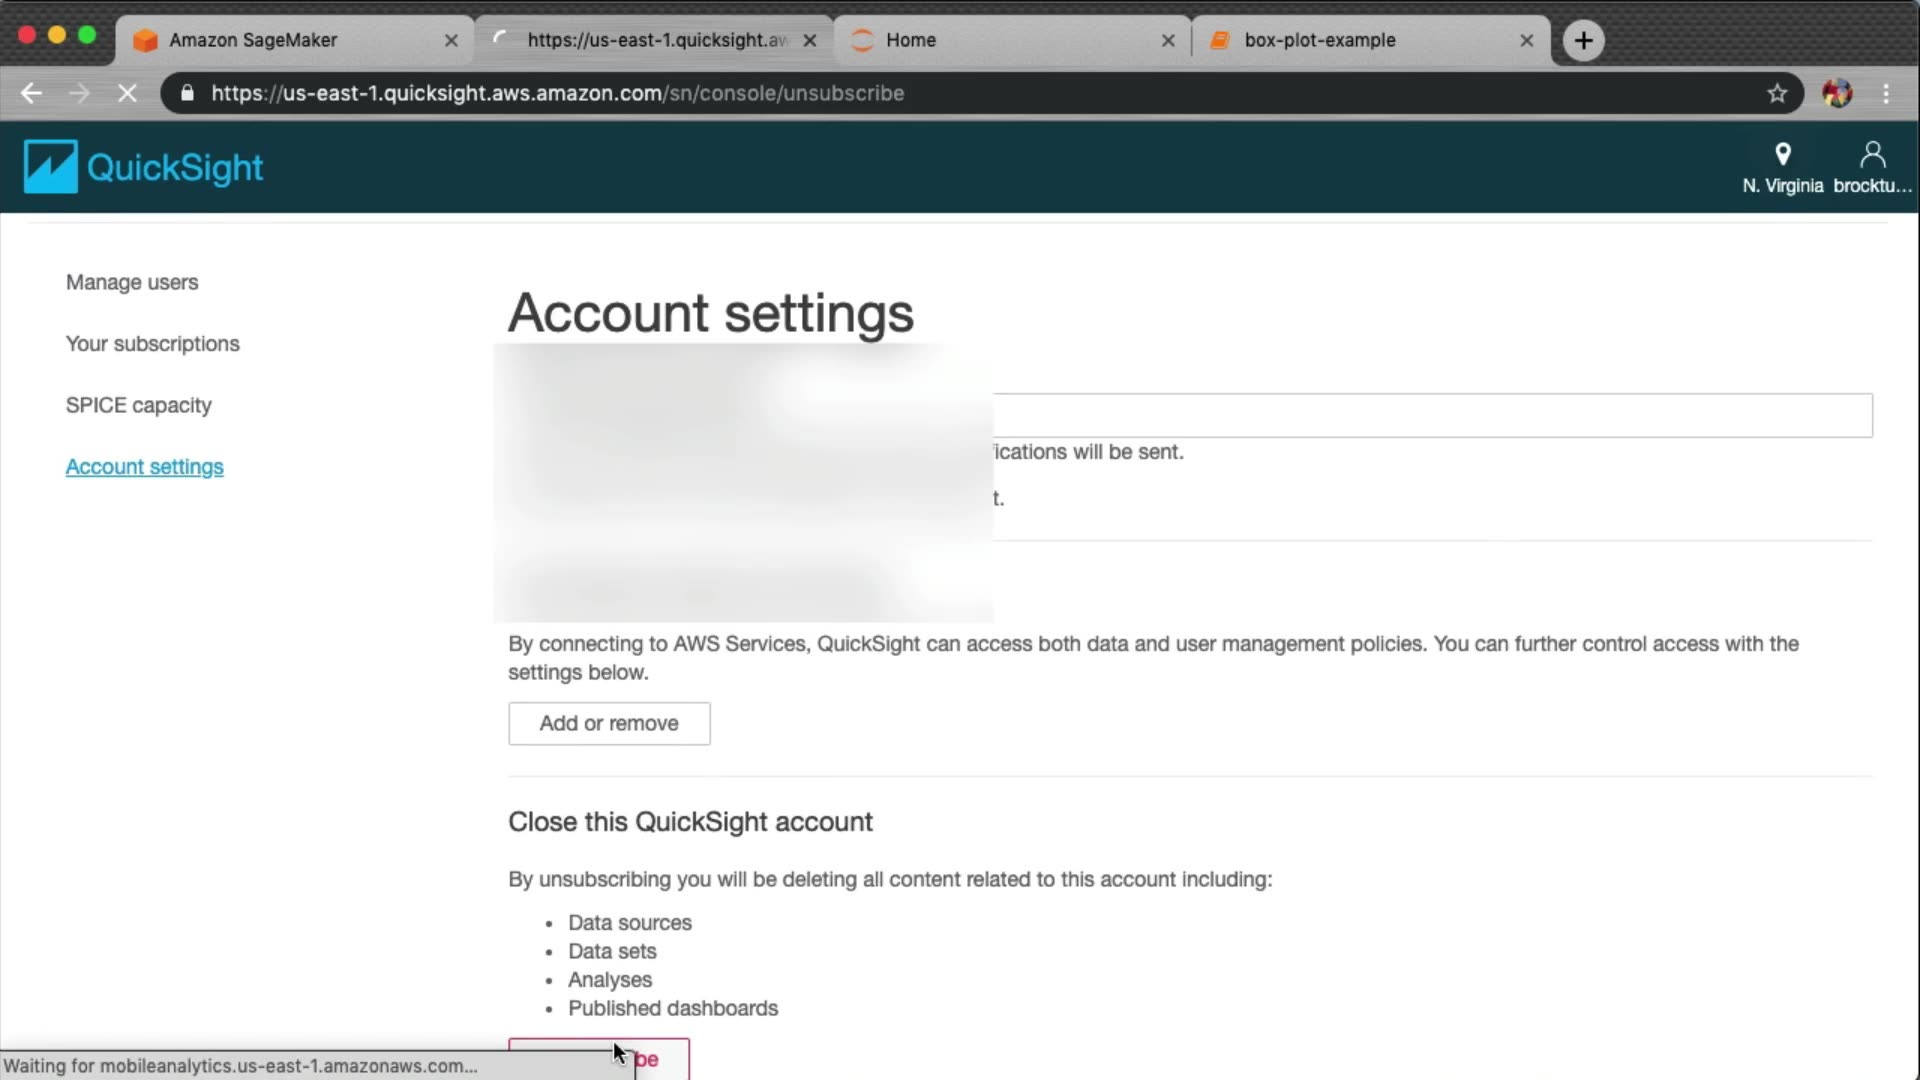 Amazon SageMaker
https://us-east-1.quicksight.aw
Home
box-plot-example
https://us-east-1.quicksight.aws.amazon.com/sn/console/unsubscribe
QuickSight
N. Virginia brocktu...
Manage users
Your subscriptions
SPICE capacity
Account settings
Account settings
ications will be sent.
t.
By connecting to AWS Services, QuickSight can access both data and user management policies. You can further control access with the
settings below.
Add or remove
Close this QuickSight account
By unsubscribing you will be deleting all content related to this account including:
• Data sources
• Data sets
• Analyses
• Published dashboards
be
Waiting for mobileanalytics.us-east-1.amazonaws.com...